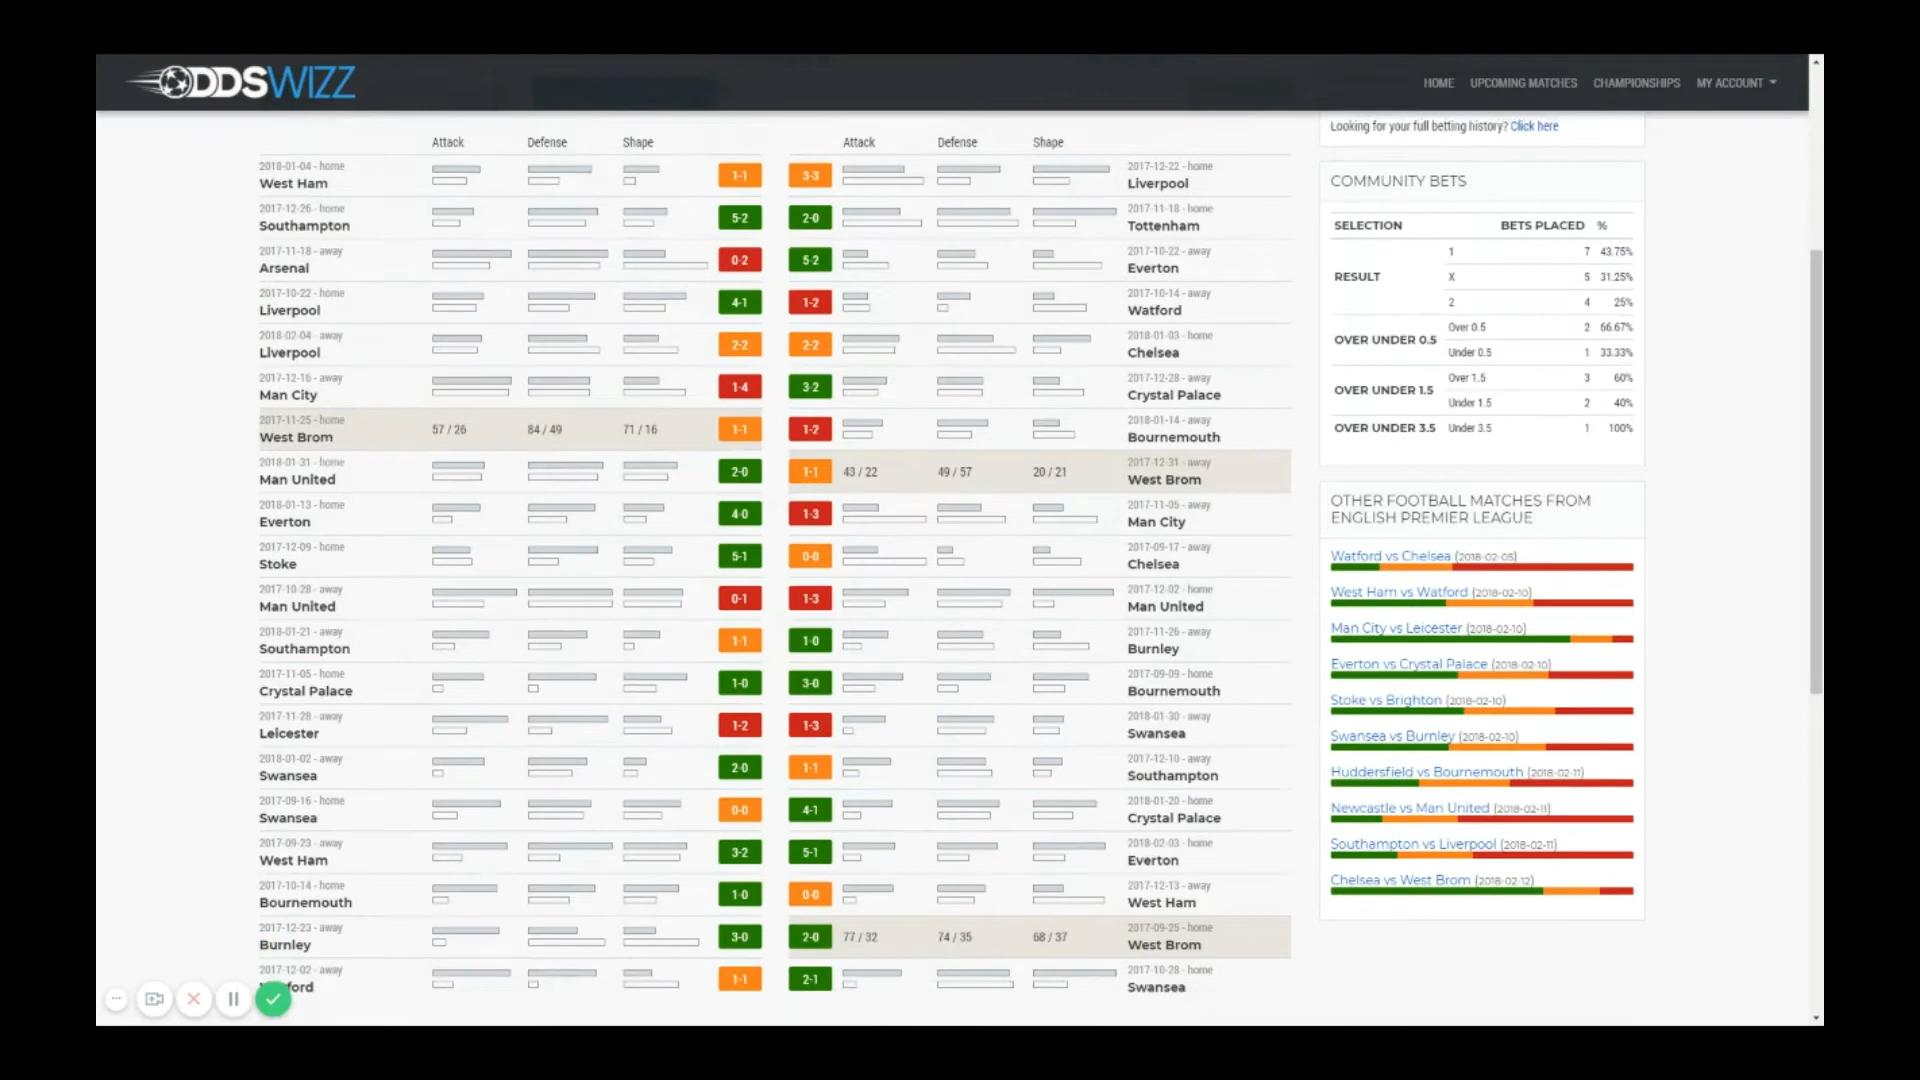 ODDSWIZZ
HOME UPCOMING MATCHES CHAMPIONSHIPS MY ACCOUNT
Attack Defense Shape
2018-01-04 - home
West Ham
1-1
2017-12-26 - home
Southampton
5-2
2017-11-18 - away
Arsenal
0-2
2017-10-22 - home
Liverpool
4-1
2018-02-04 - away
Liverpool
2-2
2017-12-16 - away
Man City
1-4
2017-11-25 - home
West Brom
57 / 26 84 / 49 71 / 16 1-1
2018-01-31 - home
Man United
2-0
2018-01-13 - home
Everton
4-0
2017-12-09 - home
Stoke
5-1
2017-10-28 - away
Man United
0-1
2018-01-21 - away
Southampton
1-1
2017-11-05 - home
Crystal Palace
1-0
2017-11-28 - away
Leicester
1-2
2018-01-02 - away
Swansea
2-0
2017-09-16 - home
Swansea
0-0
2017-09-23 - away
West Ham
3-2
2017-10-14 - home
Bournemouth
1-0
2017-12-23 - away
Burnley
3-0
2017-12-02 - away
ford
1-1
Attack Defense Shape
3-3
2017-12-22 - home
Liverpool
2-0
2017-11-18 - home
Tottenham
5-2
2017-10-22 - away
Everton
1-2
2017-10-14 - away
Watford
2-2
2018-01-03 - home
Chelsea
3-2
2017-12-28 - away
Crystal Palace
1-2
2018-01-14 - away
Bournemouth
1-1 43 / 22 49 / 57 20 / 21
2017-12-31 - away
West Brom
1-3
2017-11-05 - away
Man City
0-0
2017-09-17 - away
Chelsea
1-3
2017-12-02 - home
Man United
1-0
2017-11-26 - away
Burnley
3-0
2017-09-09 - home
Bournemouth
1-3
2018-01-30 - away
Swansea
1-1
2017-12-10 - away
Southampton
4-1
2018-01-20 - home
Crystal Palace
5-1
2018-02-03 - home
Everton
0-0
2017-12-13 - away
West Ham
2-0 77 / 32 74 / 35 68 / 37
2017-09-25 - home
West Brom
2-1
2017-10-28 - home
Swansea
Looking for your full betting history? Click here
COMMUNITY BETS
SELECTION BETS PLACED %
RESULT
1 7 43.75%
X 5 31.25%
2 4 25%
OVER UNDER 0.5
Over 0.5 2 66.67%
Under 0.5 1 33.33%
OVER UNDER 1.5
Over 1.5 3 60%
Under 1.5 2 40%
OVER UNDER 3.5 Under 3.5 1 100%
OTHER FOOTBALL MATCHES FROM
ENGLISH PREMIER LEAGUE
Watford vs Chelsea (2018-02-05)
West Ham vs Watford (2018-02-10)
Man City vs Leicester (2018-02-10)
Everton vs Crystal Palace (2018-02-10)
Stoke vs Brighton (2018-02-10)
Swansea vs Burnley (2018-02-10)
Huddersfield vs Bournemouth (2018-02-11)
Newcastle vs Man United (2018-02-11)
Southampton vs Liverpool (2018-02-11)
Chelsea vs West Brom (2018-02-12)